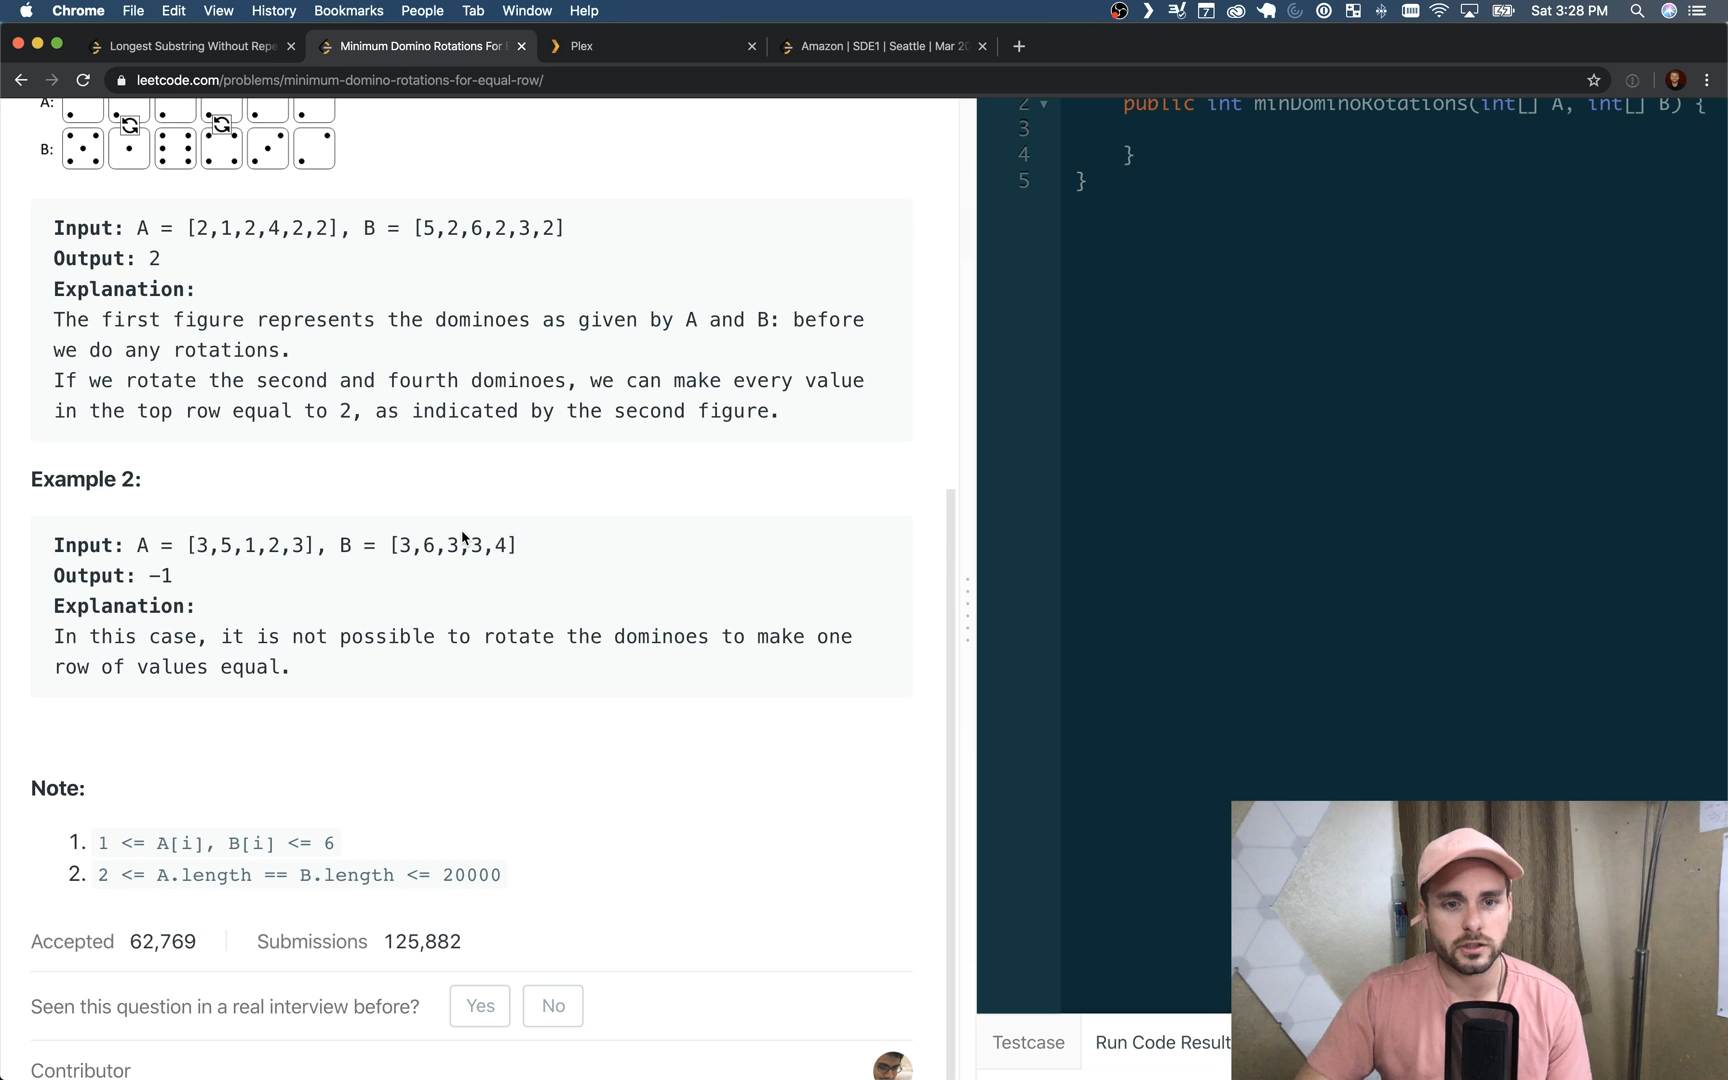 Chrome File Edit View History Bookmarks People Tab Window Help Sat 3:28 PM
Longest Substring Without Repe Minimum Domino Rotations For Plex Amazon | SDE1 | Seattle | Mar 20
leetcode.com/problems/minimum-domino-rotations-for-equal-row/
A:
B:
Input: A = [2,1,2,4,2,2], B = [5,2,6,2,3,2]
Output: 2
Explanation:
The first figure represents the dominoes as given by A and B: before
we do any rotations.
If we rotate the second and fourth dominoes, we can make every value
in the top row equal to 2, as indicated by the second figure.
Example 2:
Input: A = [3,5,1,2,3], B = [3,6,3,3,4]
Output: -1
Explanation:
In this case, it is not possible to rotate the dominoes to make one
row of values equal.
Note:
1. 1 <= A[i], B[i] <= 6
2. 2 <= A.length == B.length <= 20000
Accepted 62,769 Submissions 125,882
Seen this question in a real interview before? Yes No
Contributor
2 public int minDominoRotations(int[] A, int[] B) {
3
4 }
5 }
Testcase Run Code Result